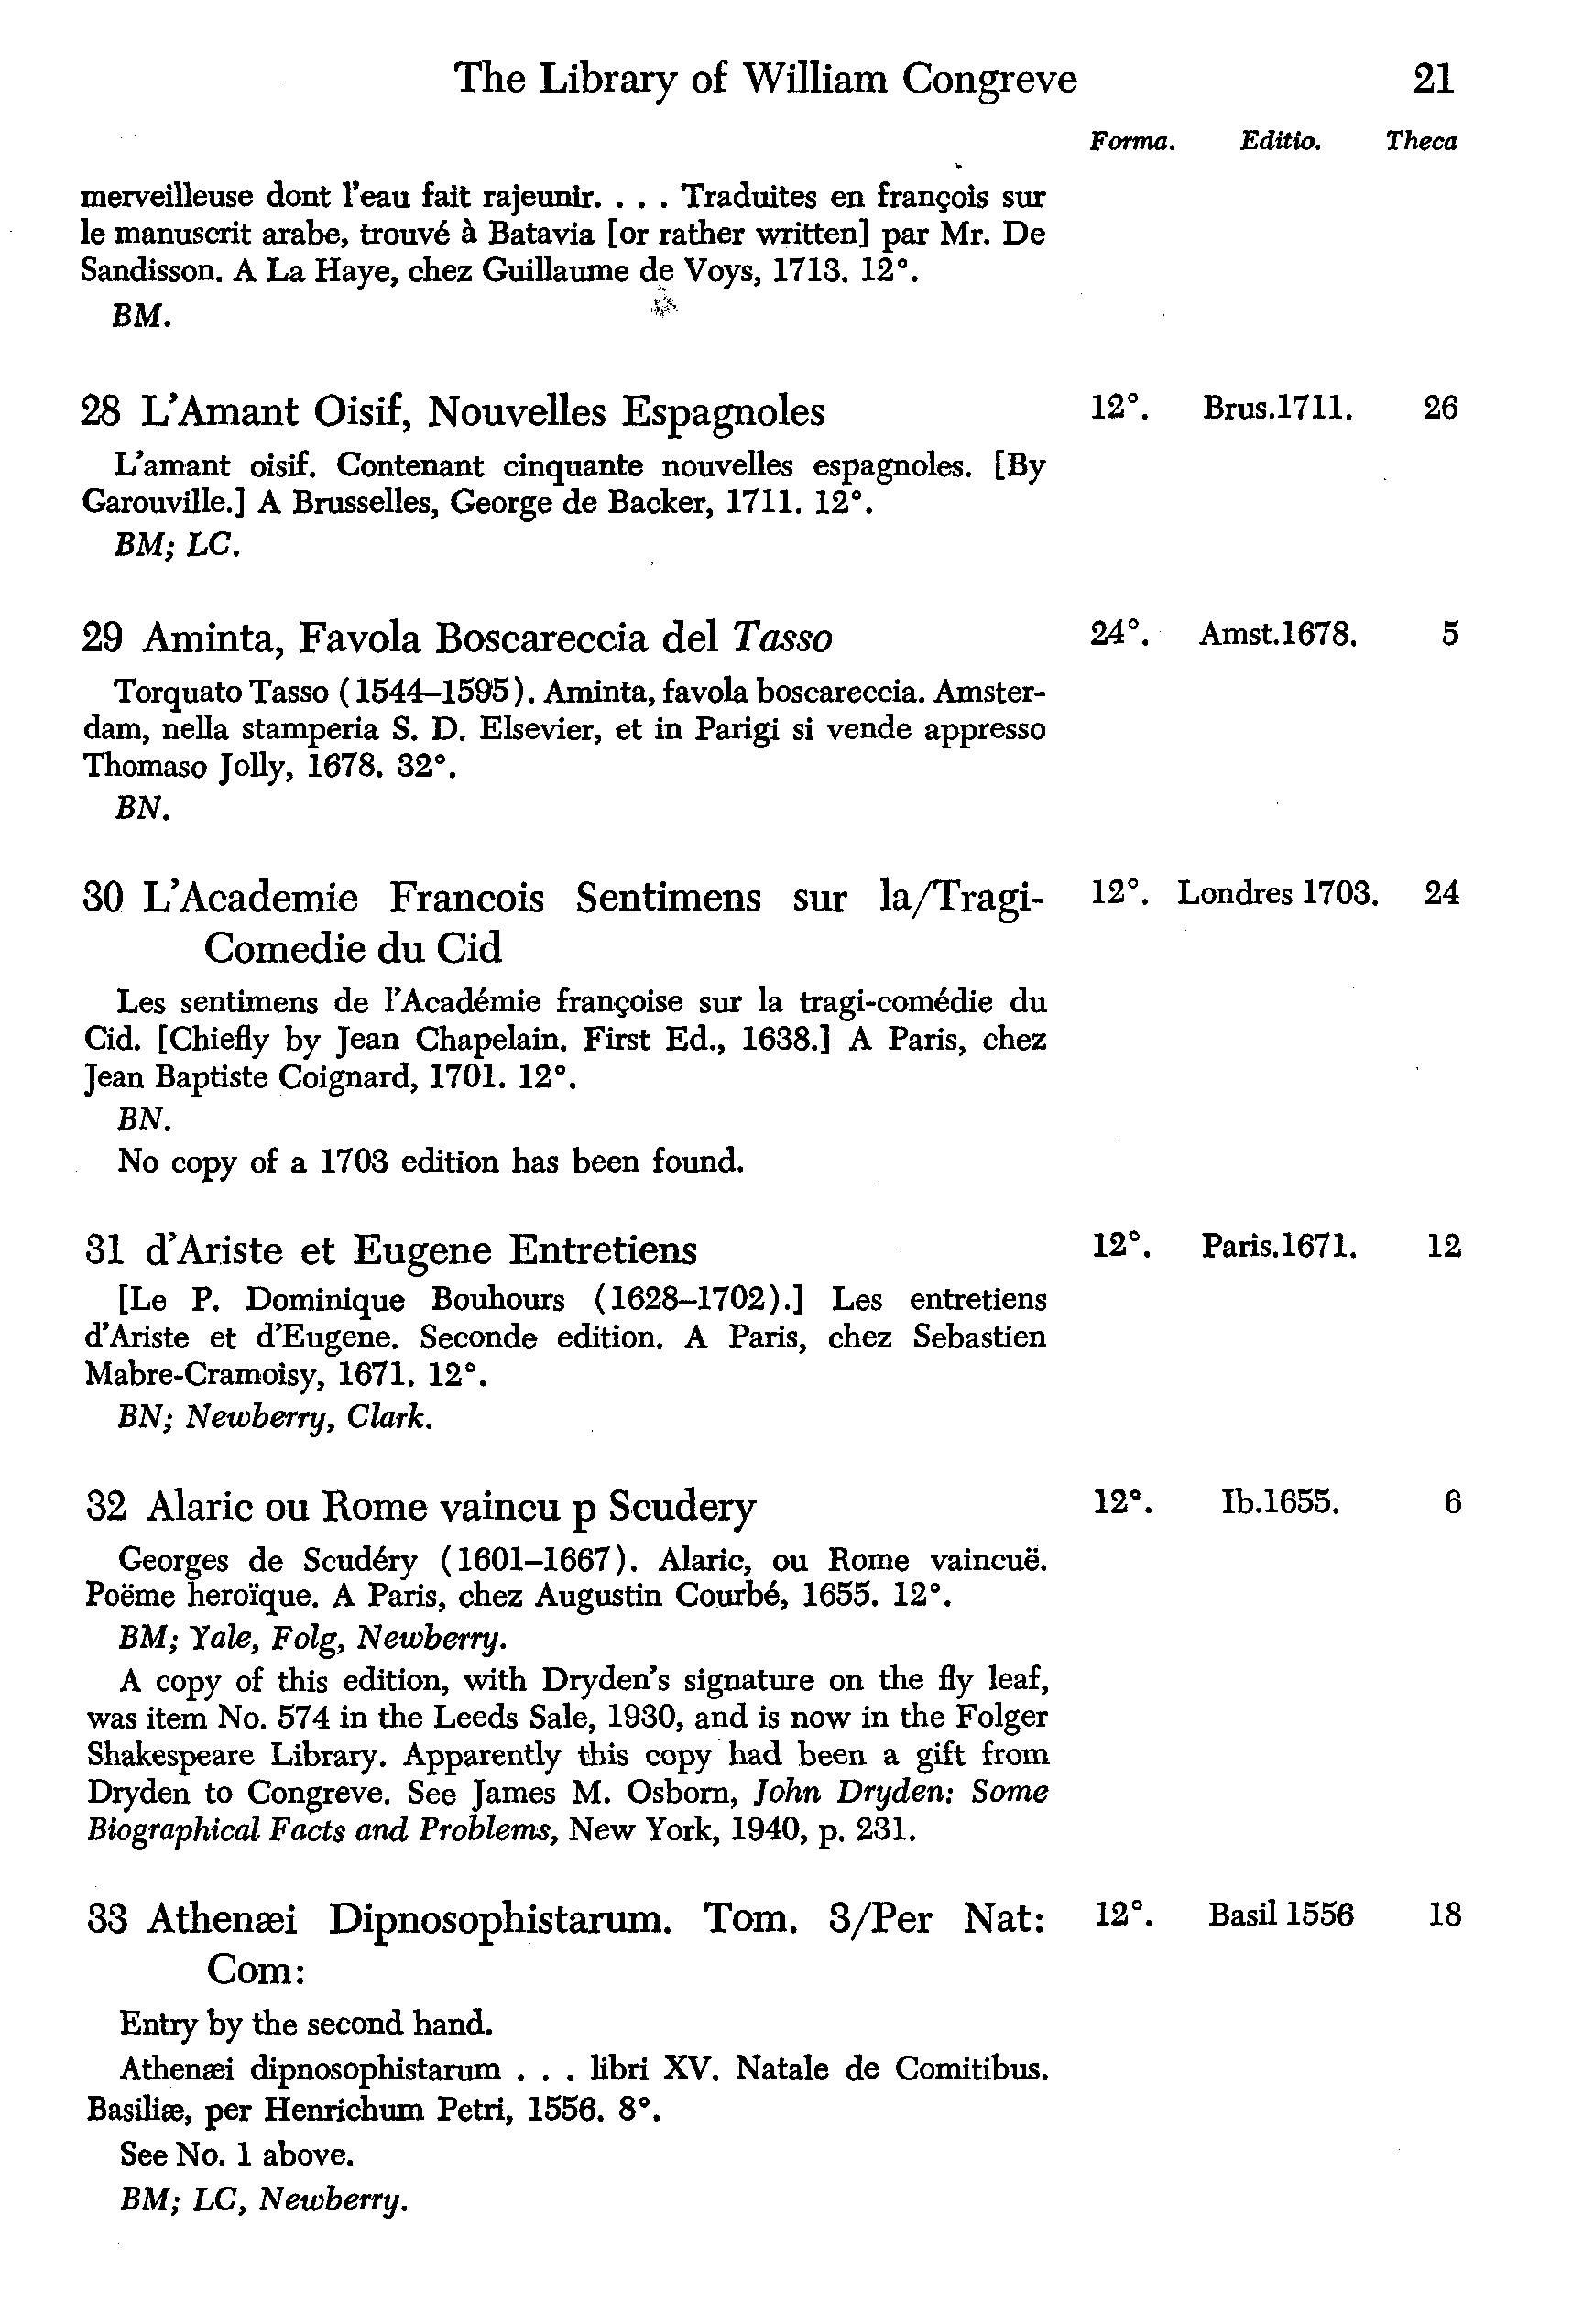 The Library of William Congreve 21
Forma. Editio. Theca
merveilleuse dont l'eau fait rajeunir. . . . Traduites en françois sur
le manuscrit arabe, trouvé à Batavia [or rather written] par Mr. De
Sandisson. A La Haye, chez Guillaume de Voys, 1713. 12°.
BM.
28 L'Amant Oisif, Nouvelles Espagnoles 12°. Brus.1711. 26
L'amant oisif. Contenant cinquante nouvelles espagnoles. [By
Garouville.] A Brusselles, George de Backer, 1711. 12°.
BM; LC.
29 Aminta, Favola Boscareccia del Tasso 24°. Amst.1678. 5
Torquato Tasso (1544–1595). Aminta, favola boscareccia. Amster-
dam, nella stamperia S. D. Elsevier, et in Parigi si vende appresso
Thomaso Jolly, 1678. 32°.
BN.
30 L'Academie Francois Sentimens sur la/Tragi- 12°. Londres 1703. 24
Comedie du Cid
Les sentimens de l'Académie françoise sur la tragi-comédie du
Cid. [Chiefly by Jean Chapelain. First Ed., 1638.] A Paris, chez
Jean Baptiste Coignard, 1701. 12°.
BN.
No copy of a 1703 edition has been found.
31 d'Ariste et Eugene Entretiens 12°. Paris.1671. 12
[Le P. Dominique Bouhours (1628–1702).] Les entretiens
d'Ariste et d'Eugene. Seconde edition. A Paris, chez Sebastien
Mabre-Cramoisy, 1671. 12°.
BN; Newberry, Clark.
32 Alaric ou Rome vaincu p Scudery 12°. Ib.1655. 6
Georges de Scudéry (1601–1667). Alaric, ou Rome vaincuë.
Poëme heroïque. A Paris, chez Augustin Courbé, 1655. 12°.
BM; Yale, Folg, Newberry.
A copy of this edition, with Dryden's signature on the fly leaf,
was item No. 574 in the Leeds Sale, 1930, and is now in the Folger
Shakespeare Library. Apparently this copy had been a gift from
Dryden to Congreve. See James M. Osborn, John Dryden: Some
Biographical Facts and Problems, New York, 1940, p. 231.
33 Athenæi Dipnosophistarum. Tom. 3/Per Nat: 12°. Basil 1556 18
Com:
Entry by the second hand.
Athenæi dipnosophistarum . . . libri XV. Natale de Comitibus.
Basiliæ, per Henrichum Petri, 1556. 8°.
See No. 1 above.
BM; LC, Newberry.